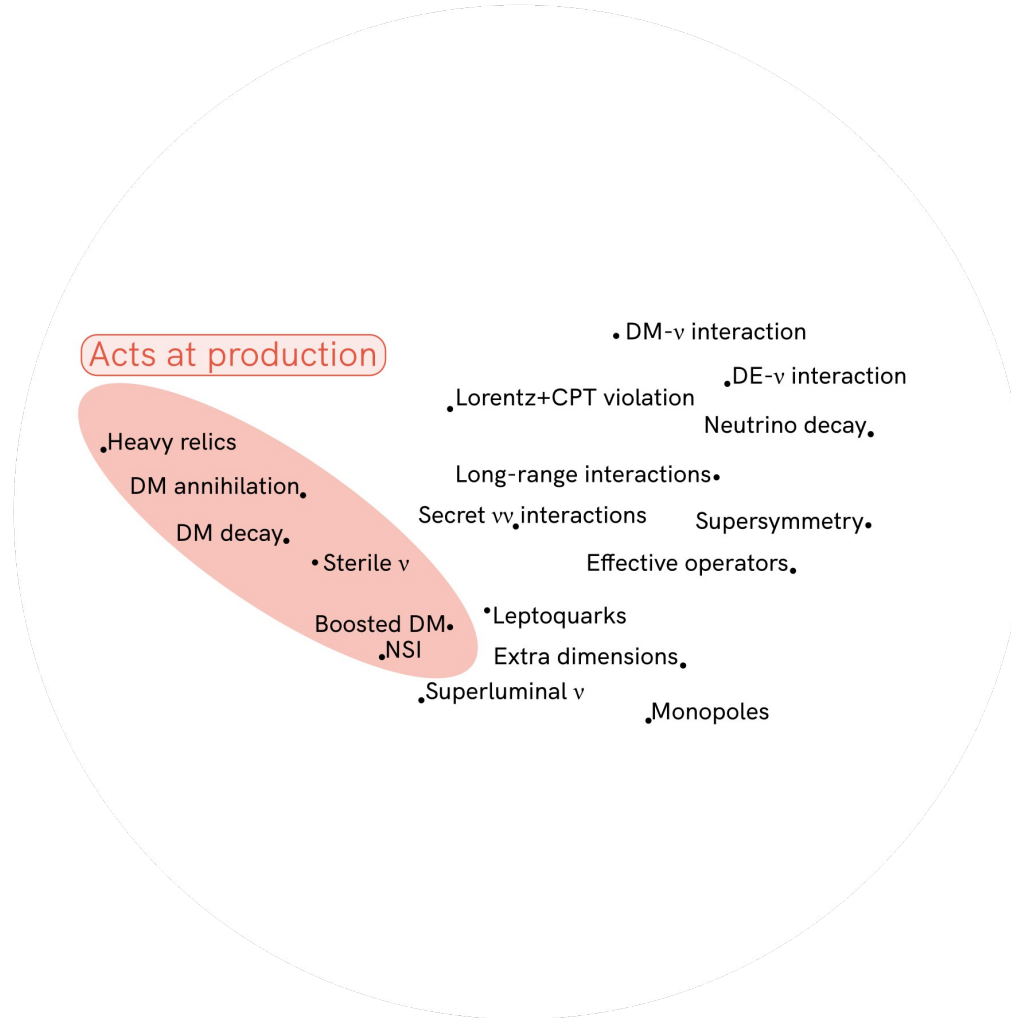 DM-ν interaction
Acts at production
DE-ν interaction
Lorentz+CPT violation
Neutrino decay
Heavy relics
Long-range interactions
DM annihilation
Secret νν interactions
Supersymmetry
DM decay
Sterile ν
Effective operators
Leptoquarks
Boosted DM
NSI
Extra dimensions
Superluminal ν
Monopoles